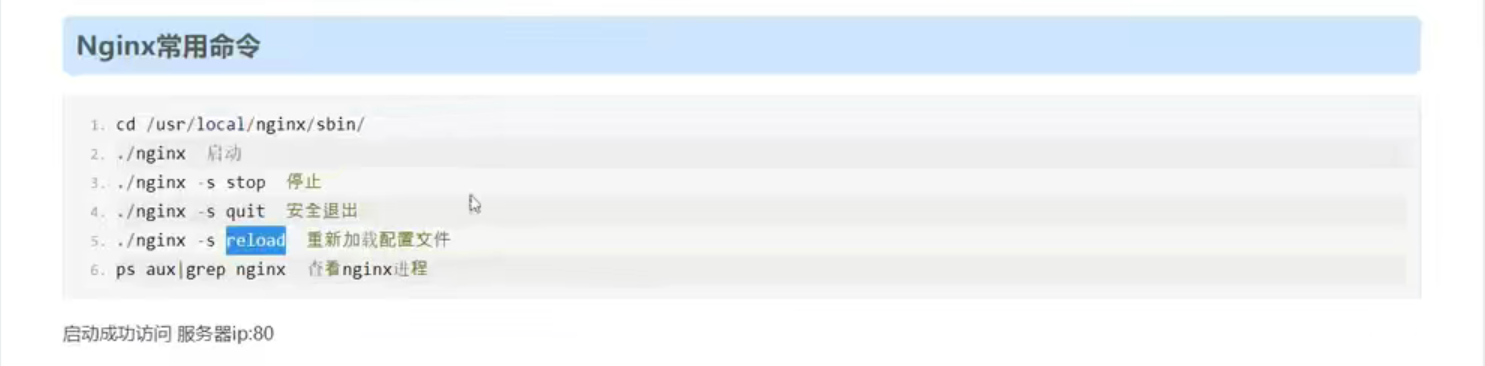 Nginx常用命令
1. cd /usr/local/nginx/sbin/
2. ./nginx 启动
3. ./nginx -s stop 停止
4. ./nginx -s quit 安全退出
5. ./nginx -s reload 重新加载配置文件
6. ps aux|grep nginx 查看nginx进程
启动成功访问 服务器ip:80